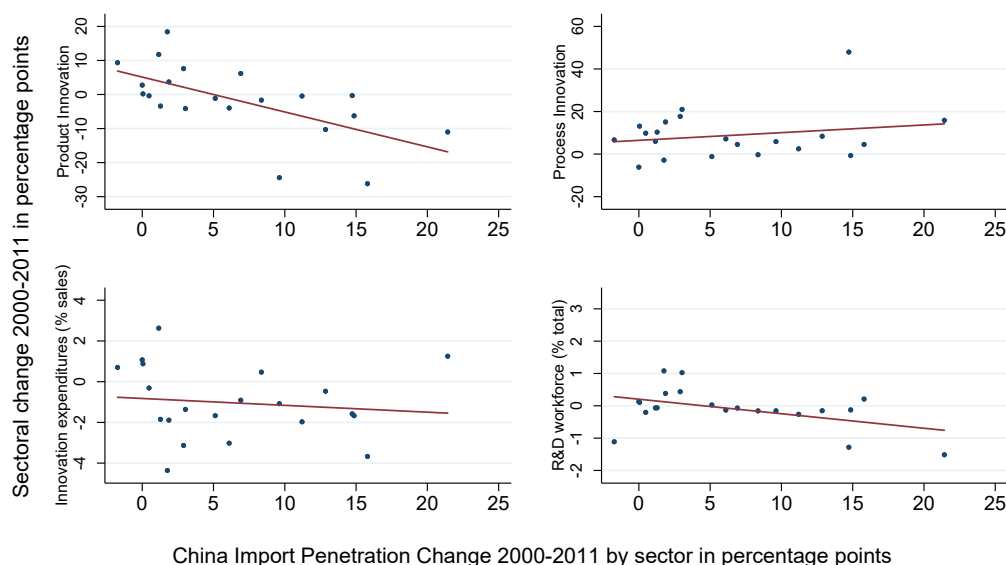 Sectoral change 2000-2011 in percentage points
Product Innovation
20
10
0
-10
-20
-30
0 5 10 15 20 25
Process Innovation
60
40
20
0
-20
0 5 10 15 20 25
Innovation expenditures (% sales)
4
2
0
-2
-4
0 5 10 15 20 25
R&D workforce (% total)
3
2
1
0
-1
-2
0 5 10 15 20 25
China Import Penetration Change 2000-2011 by sector in percentage points